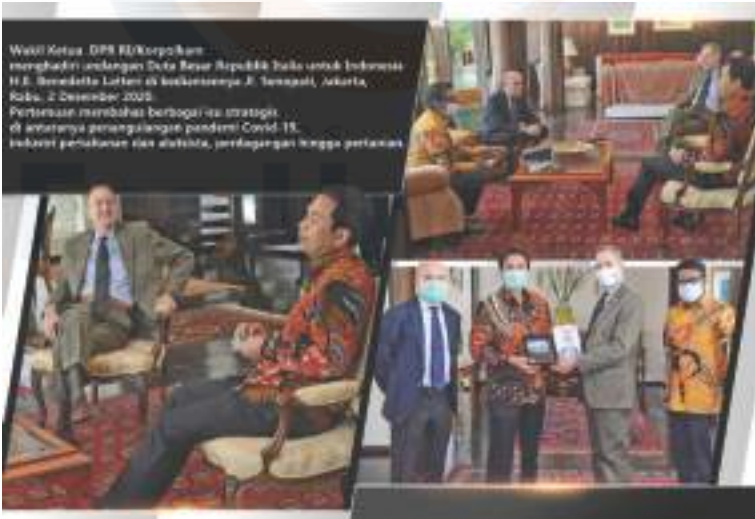 Wakil Ketua DPR RI/Korpolkam
menghadiri undangan Duta Besar Republik Italia untuk Indonesia
H.E. Benedetto Latteri di kediamannya Jl. Senopati, Jakarta,
Rabu, 2 Desember 2020.
Pertemuan membahas berbagai isu strategis
di antaranya penangulangan pandemi Covid-19,
industri pertahanan dan alutsista, perdagangan hingga pertanian.